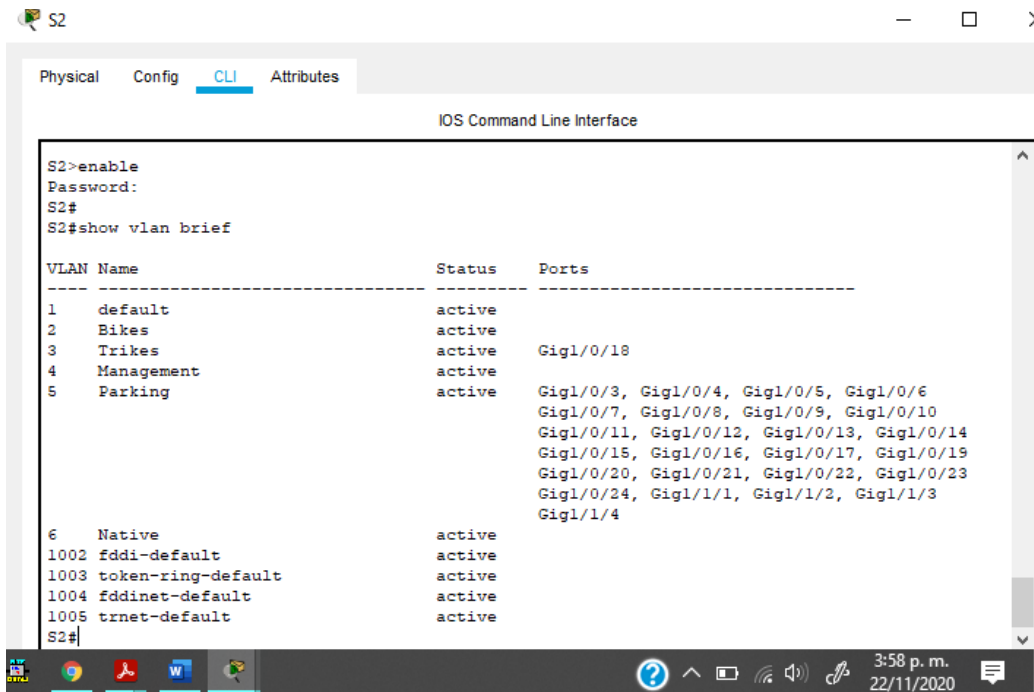 S2
Physical Config CLI Attributes
IOS Command Line Interface
S2>enable
Password:
S2#
S2#show vlan brief
VLAN Name Status Ports
---- -------------------------------- --------- -------------------------------
1 default active
2 Bikes active
3 Trikes active Gig1/0/18
4 Management active
5 Parking active Gig1/0/3, Gig1/0/4, Gig1/0/5, Gig1/0/6
Gig1/0/7, Gig1/0/8, Gig1/0/9, Gig1/0/10
Gig1/0/11, Gig1/0/12, Gig1/0/13, Gig1/0/14
Gig1/0/15, Gig1/0/16, Gig1/0/17, Gig1/0/19
Gig1/0/20, Gig1/0/21, Gig1/0/22, Gig1/0/23
Gig1/0/24, Gig1/1/1, Gig1/1/2, Gig1/1/3
Gig1/1/4
6 Native active
1002 fddi-default active
1003 token-ring-default active
1004 fddinet-default active
1005 trnet-default active
S2#
3:58 p. m.
22/11/2020